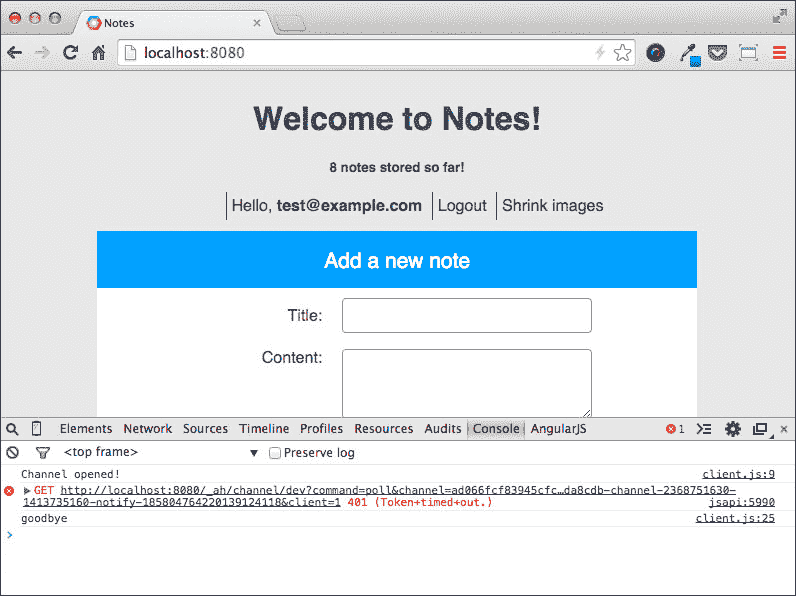 Notes
localhost:8080
Welcome to Notes!
8 notes stored so far!
Hello, test@example.com Logout Shrink images
Add a new note
Title:
Content:
Elements Network Sources Timeline Profiles Resources Audits Console AngularJS 1
<top frame> Preserve log
Channel opened! client.js:9
GET http://localhost:8080/_ah/channel/dev?command=poll&channel=ad066fcf83945cfc…da8cdb-channel-2368751630-
1413735160-notify-185804764220139124118&client=1 401 (Token+timed+out.) jsapi:5990
goodbye client.js:25